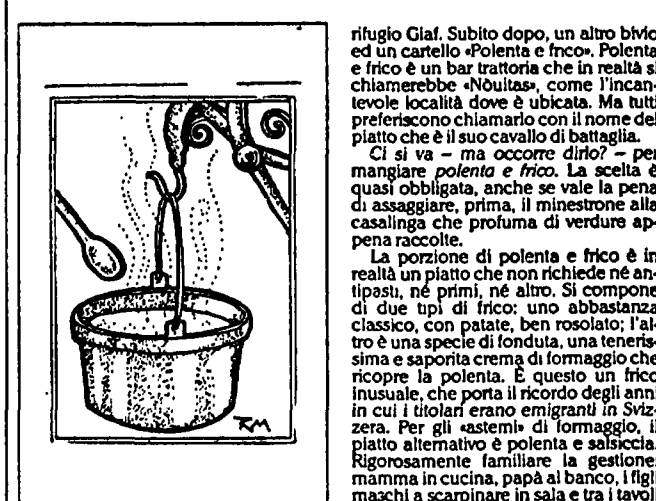 rifugio Giaf. Subito dopo, un altro bivio
ed un cartello «Polenta e frico». Polenta
e frico è un bar trattoria che in realtà si
chiamerebbe «Nòuitas», come l'incan-
tevole località dove è ubicata. Ma tutti
preferiscono chiamarlo con il nome del
piatto che è il suo cavallo di battaglia.
Ci si va – ma occorre dirlo? – per
mangiare polenta e frico. La scelta è
quasi obbligata, anche se vale la pena
di assaggiare, prima, il minestrone alla
casalinga che profuma di verdure ap-
pena raccolte.
La porzione di polenta e frico è in
realtà un piatto che non richiede né an-
tipasti, né primi, né altro. Si compone
di due tipi di frico: uno abbastanza
classico, con patate, ben rosolato; l'al-
tro è una specie di fonduta, una teneris-
sima e saporita crema di formaggio che
ricopre la polenta. È questo un frico
inusuale, che porta il ricordo degli anni
in cui i titolari erano emigranti in Sviz-
zera. Per gli «astemi» di formaggio, il
piatto alternativo è polenta e salsiccia.
Rigorosamente familiare la gestione:
mamma in cucina, papà al banco, i figli
maschi a scarpinare in sala e tra i tavoli
RM